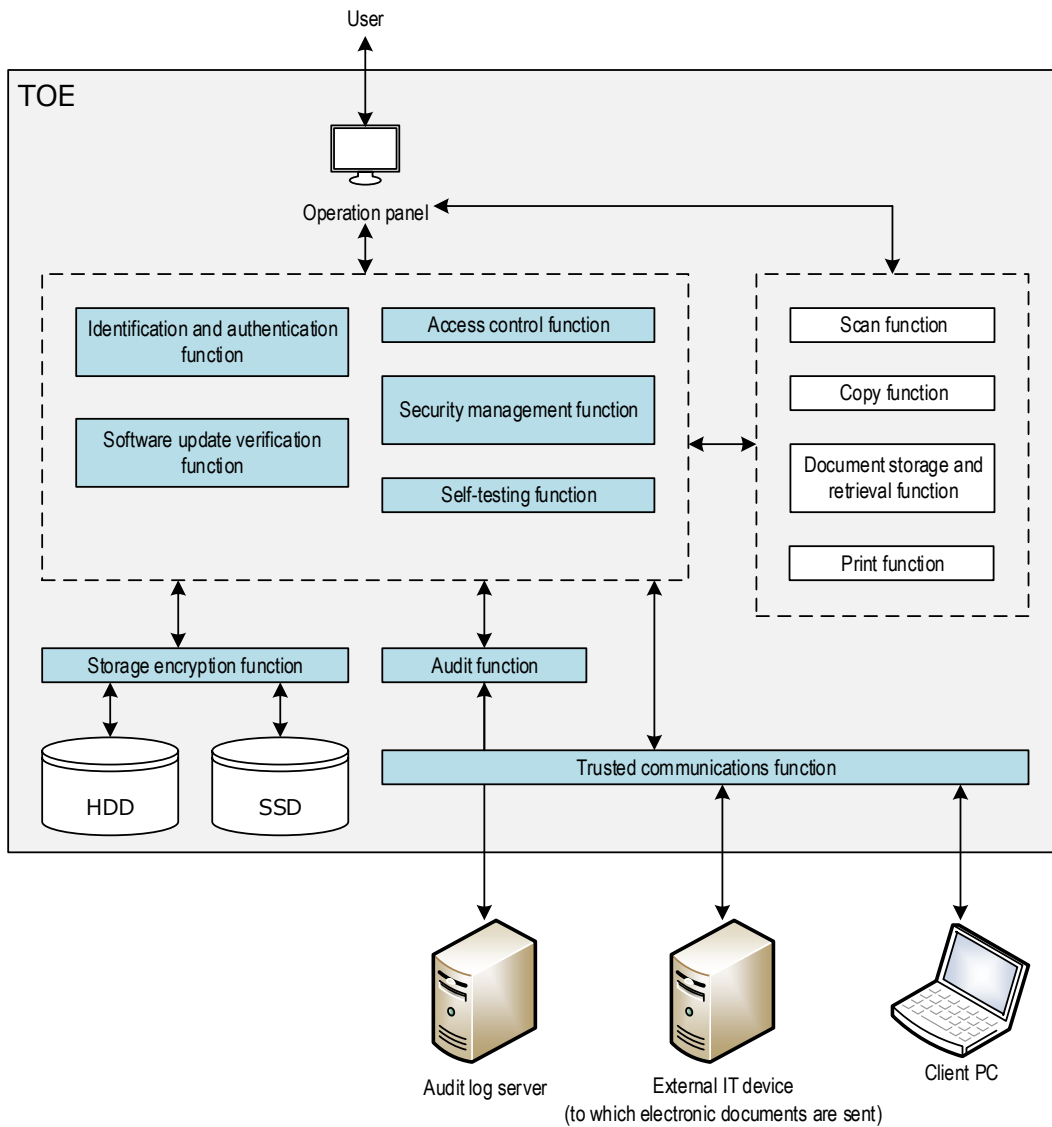 User
TOE
Operation panel
Identification and authentication
function
Access control function
Security management function
Software update verification
function
Self-testing function
Scan function
Copy function
Document storage and
retrieval function
Print function
Storage encryption function
Audit function
Trusted communications function
HDD
SSD
Audit log server
External IT device
(to which electronic documents are sent)
Client PC